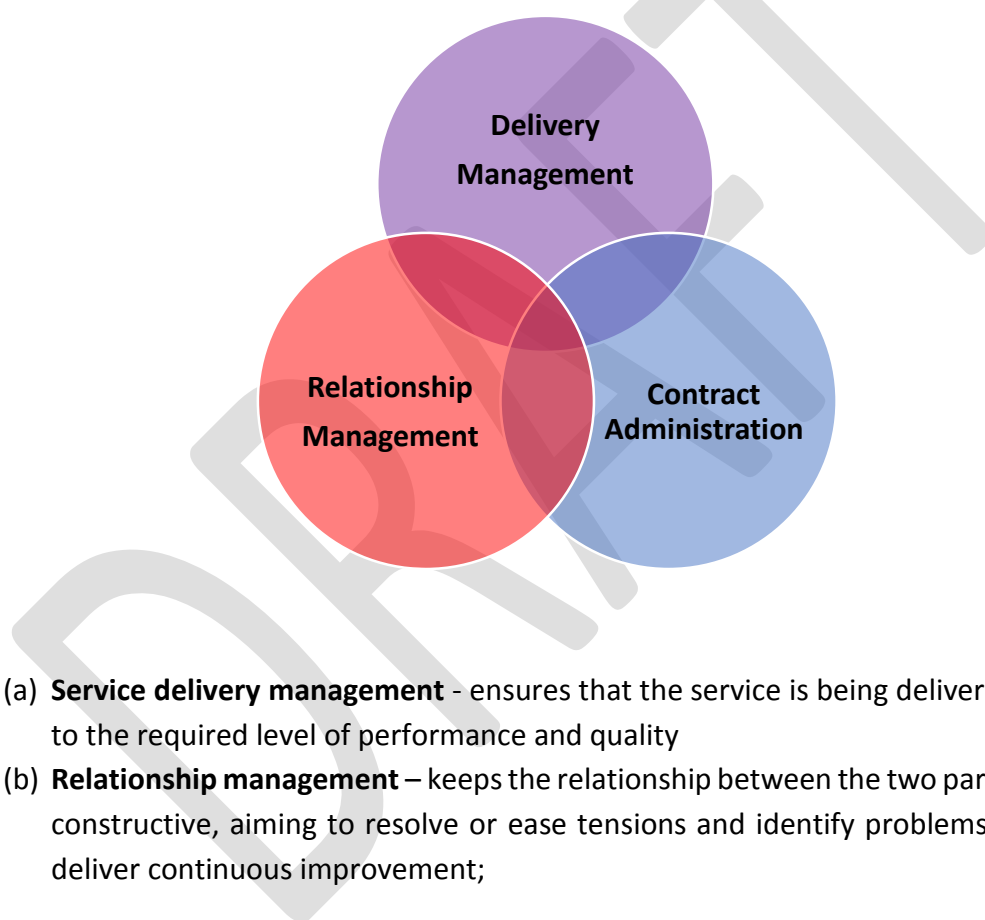 DRAFT
Delivery
Management
Relationship
Management
Contract
Administration
(a) Service delivery management - ensures that the service is being deliver
to the required level of performance and quality
(b) Relationship management – keeps the relationship between the two par
constructive, aiming to resolve or ease tensions and identify problems
deliver continuous improvement;